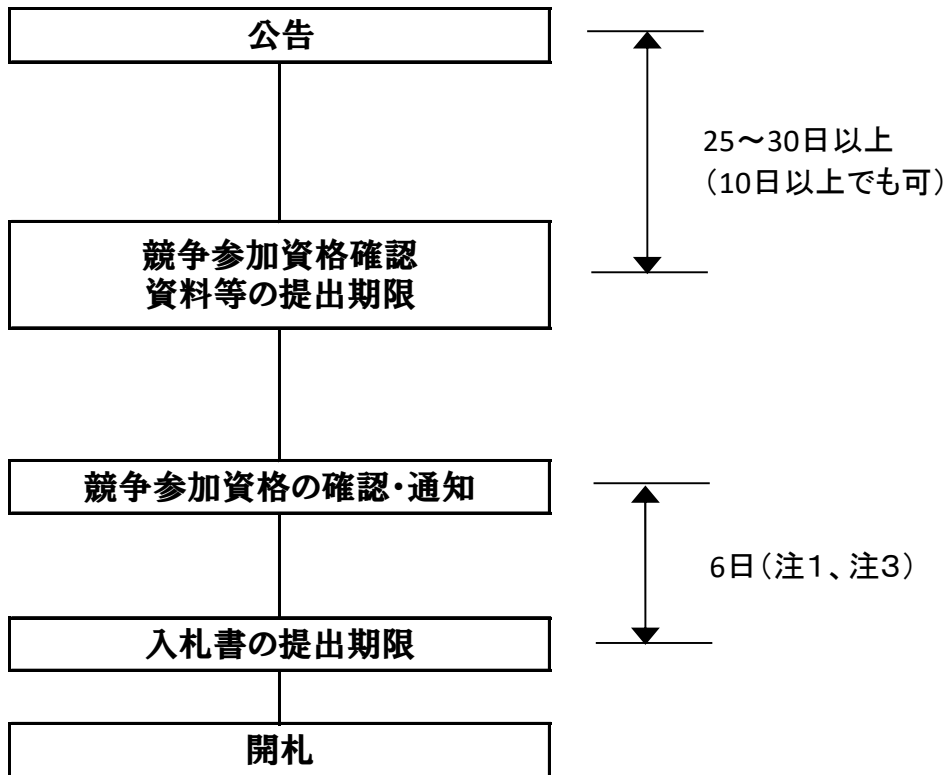 公告
25～30日以上
（10日以上でも可）
競争参加資格確認
資料等の提出期限
競争参加資格の確認・通知
6日（注１、注３）
入札書の提出期限
開札